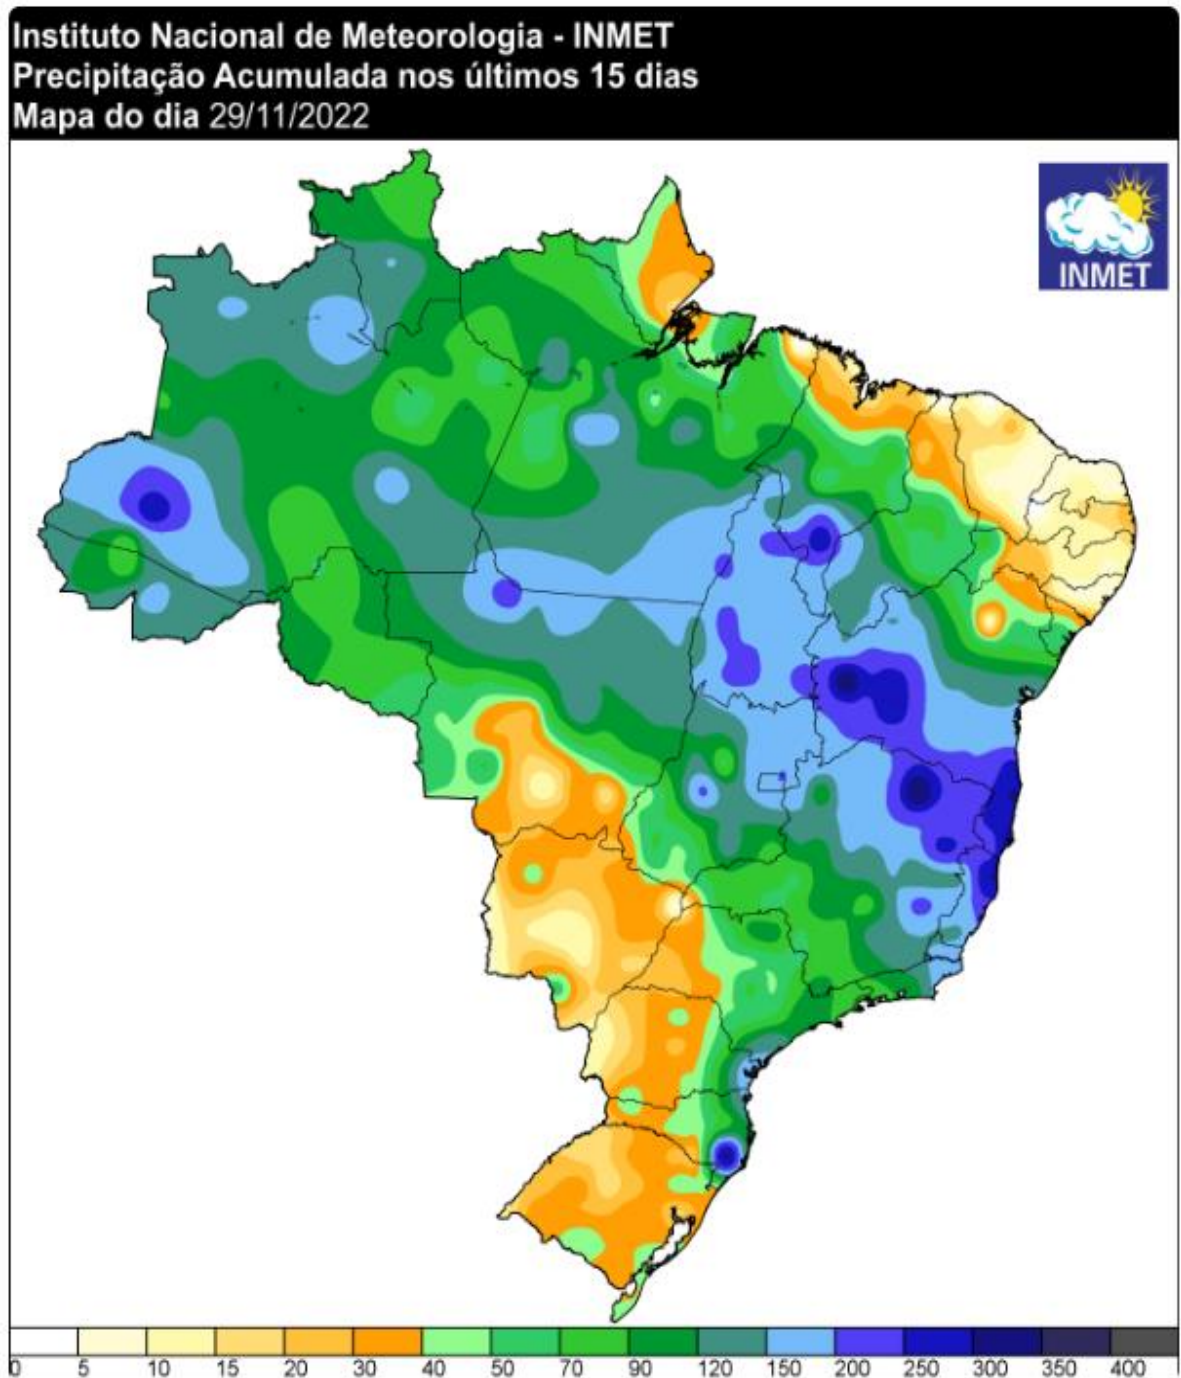 Instituto Nacional de Meteorologia - INMET
Precipitação Acumulada nos últimos 15 dias
Mapa do dia 29/11/2022
INMET
0 5 10 15 20 30 40 50 70 90 120 150 200 250 300 350 400